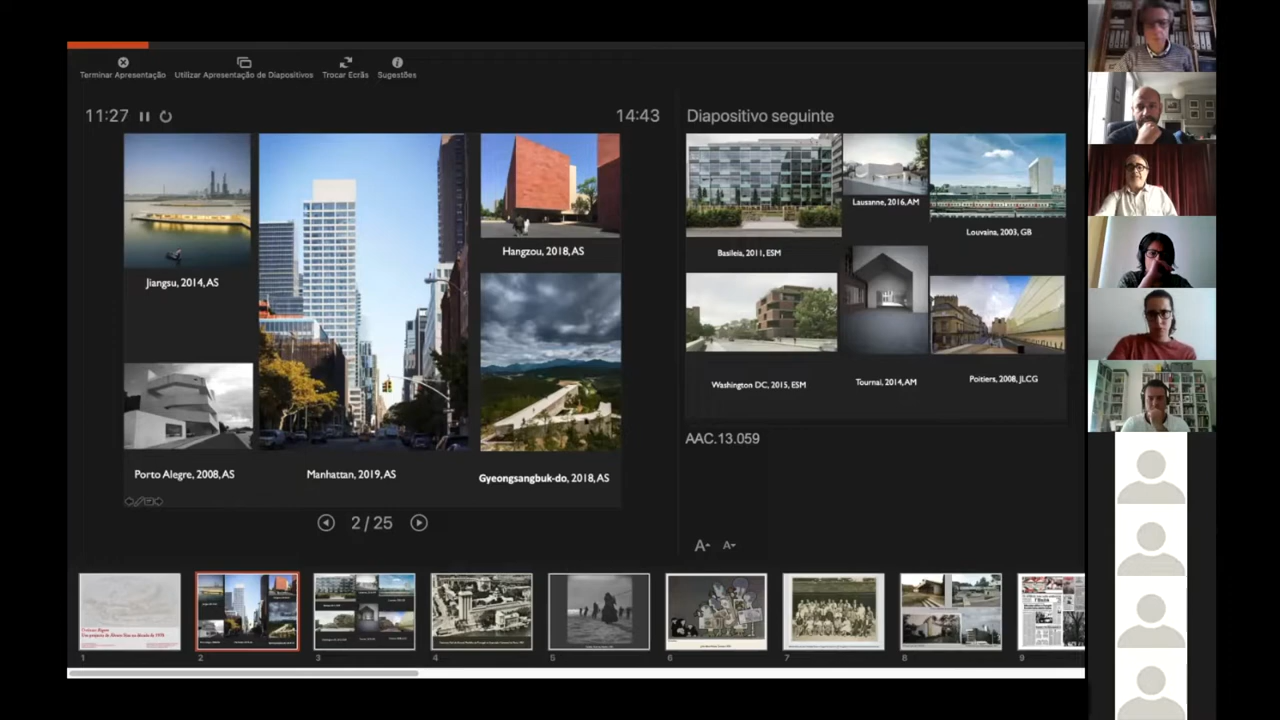 Terminar Apresentação
Utilizar Apresentação de Diapositivos
Trocar Ecrãs
Sugestões
11:27
14:43
Jiangsu, 2014, AS
Hangzou, 2018, AS
Porto Alegre, 2008, AS
Manhattan, 2019, AS
Gyeongsangbuk-do, 2018, AS
2 / 25
Diapositivo seguinte
Basileia, 2011, ESM
Lausanne, 2016, AM
Louvaina, 2003, GB
Washington DC, 2015, ESM
Tournai, 2014, AM
Poitiers, 2008, JLCG
AAC.13.059
A A
1
2
3
4
5
6
7
8
9